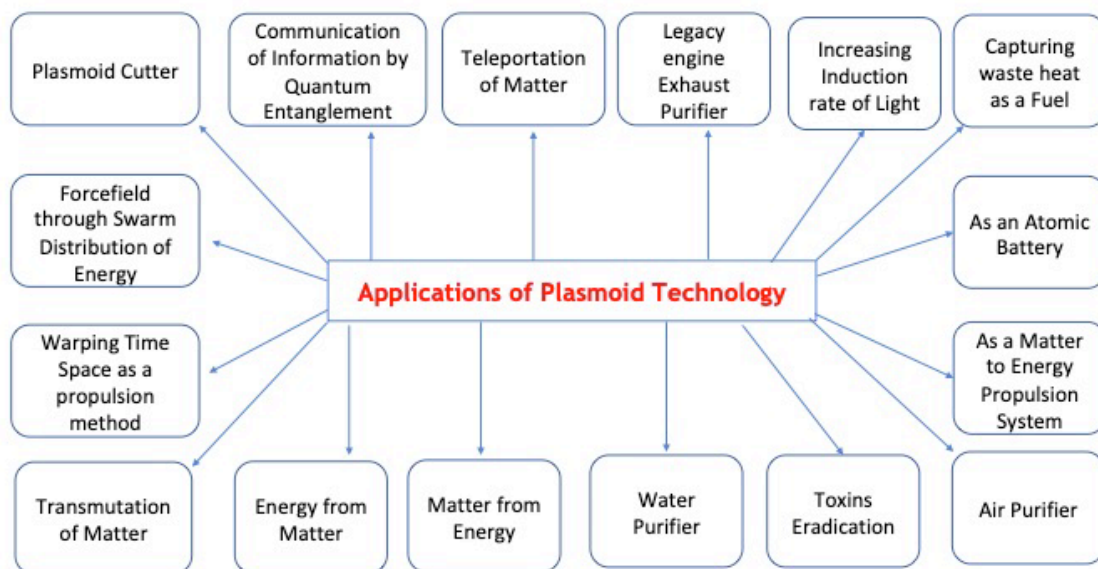 Plasmoid Cutter
Communication
of Information by
Quantum
Entanglement
Teleportation
of Matter
Legacy
engine
Exhaust
Purifier
Increasing
Induction
rate of Light
Capturing
waste heat
as a Fuel
Forcefield
through Swarm
Distribution of
Energy
As an Atomic
Battery
Applications of Plasmoid Technology
Warping Time
Space as a
propulsion
method
As a Matter
to Energy
Propulsion
System
Transmutation
of Matter
Energy from
Matter
Matter from
Energy
Water
Purifier
Toxins
Eradication
Air Purifier